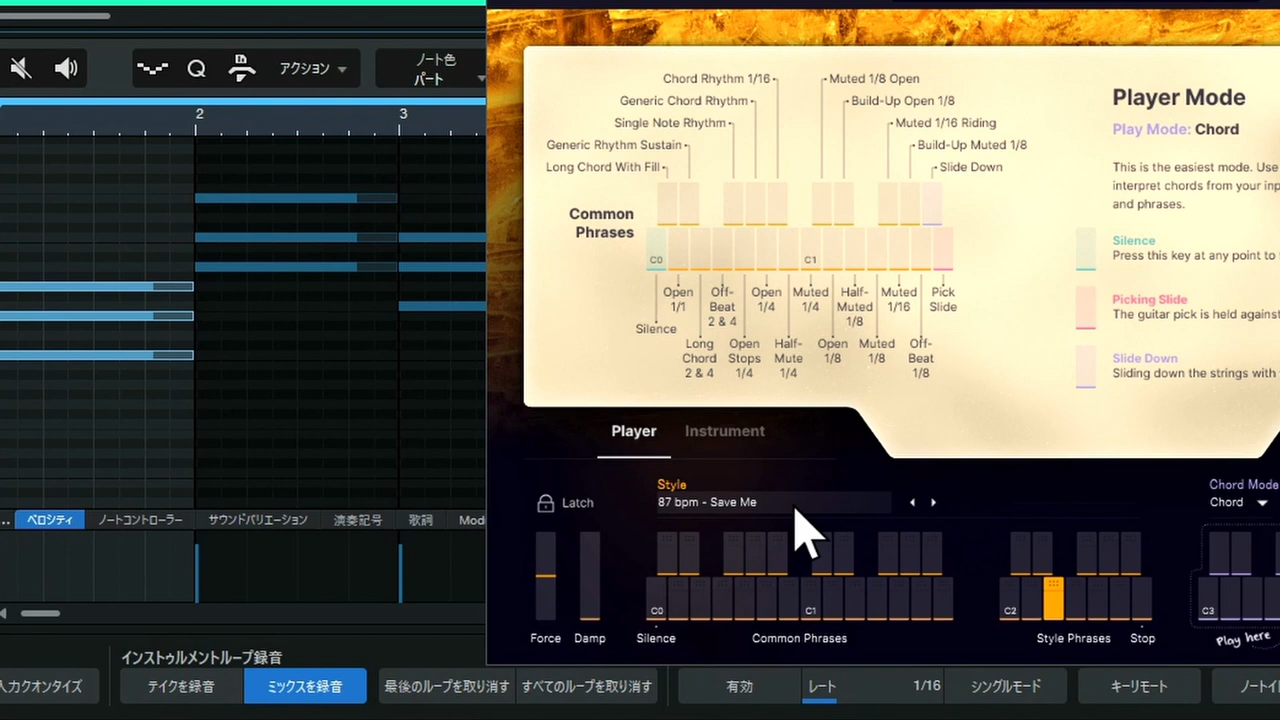 アクション
ノート色
パート
2
3
ベロシティ
ノートコントローラー
サウンドバリエーション
演奏記号
歌詞
Mod
インストゥルメントループ録音
入力クオンタイズ
テイクを録音
ミックスを録音
最後のループを取り消す
すべてのループを取り消す
有効
レート
1/16
シングルモード
キーリモート
Chord Rhythm 1/16
Generic Chord Rhythm
Single Note Rhythm
Generic Rhythm Sustain
Long Chord With Fill
Muted 1/8 Open
Build-Up Open 1/8
Muted 1/16 Riding
Build-Up Muted 1/8
Slide Down
Common
Phrases
C0
C1
Silence
Open
1/1
Long
Chord
2 & 4
Off-
Beat
2 & 4
Open
Stops
1/4
Open
1/4
Half-
Mute
1/4
Muted
1/4
Open
1/8
Half-
Muted
1/8
Muted
1/8
Muted
1/16
Off-
Beat
1/8
Pick
Slide
Player Mode
Play Mode: Chord
This is the easiest mode. Use
interpret chords from your inp
and phrases.
Silence
Press this key at any point to
Picking Slide
The guitar pick is held against
Slide Down
Sliding down the strings with
Player
Instrument
Latch
Style
87 bpm - Save Me
Chord Mode
Chord
C0
C1
C2
C3
Force
Damp
Silence
Common Phrases
Style Phrases
Stop
Play here